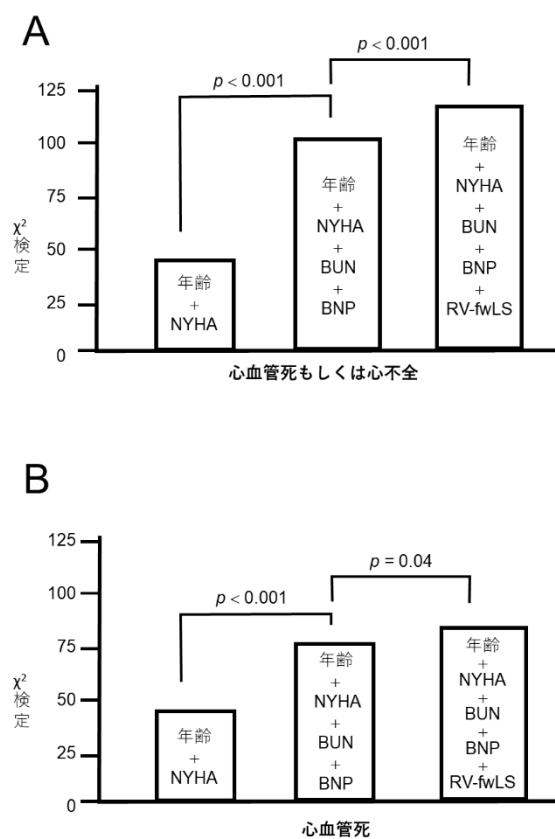 A
p < 0.001
p < 0.001
125
100
75
50
25
0
χ²
検
定
年齢
+
NYHA
年齢
+
NYHA
+
BUN
+
BNP
年齢
+
NYHA
+
BUN
+
BNP
+
RV-fwLS
心血管死もしくは心不全
B
p = 0.04
p < 0.001
125
100
75
50
25
0
χ²
検
定
年齢
+
NYHA
年齢
+
NYHA
+
BUN
+
BNP
年齢
+
NYHA
+
BUN
+
BNP
+
RV-fwLS
心血管死